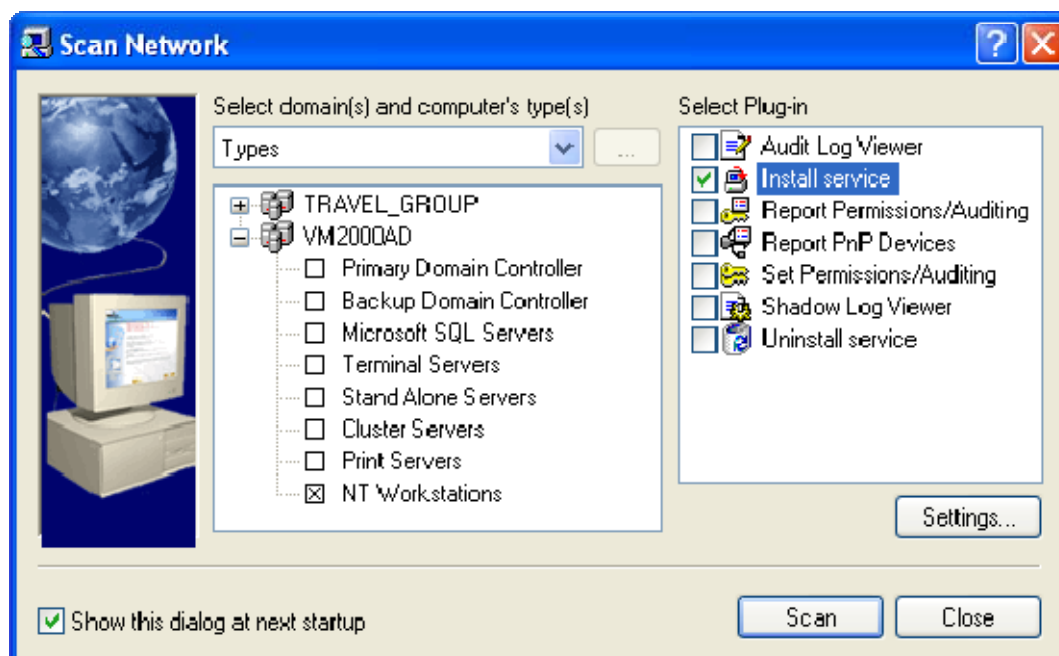 Scan Network
Select domain(s) and computer's type(s)
Types
...
TRAVEL_GROUP
VM2000AD
Primary Domain Controller
Backup Domain Controller
Microsoft SQL Servers
Terminal Servers
Stand Alone Servers
Cluster Servers
Print Servers
NT Workstations
Select Plug-in
Audit Log Viewer
Install service
Report Permissions/Auditing
Report PnP Devices
Set Permissions/Auditing
Shadow Log Viewer
Uninstall service
Settings...
Show this dialog at next startup
Scan
Close